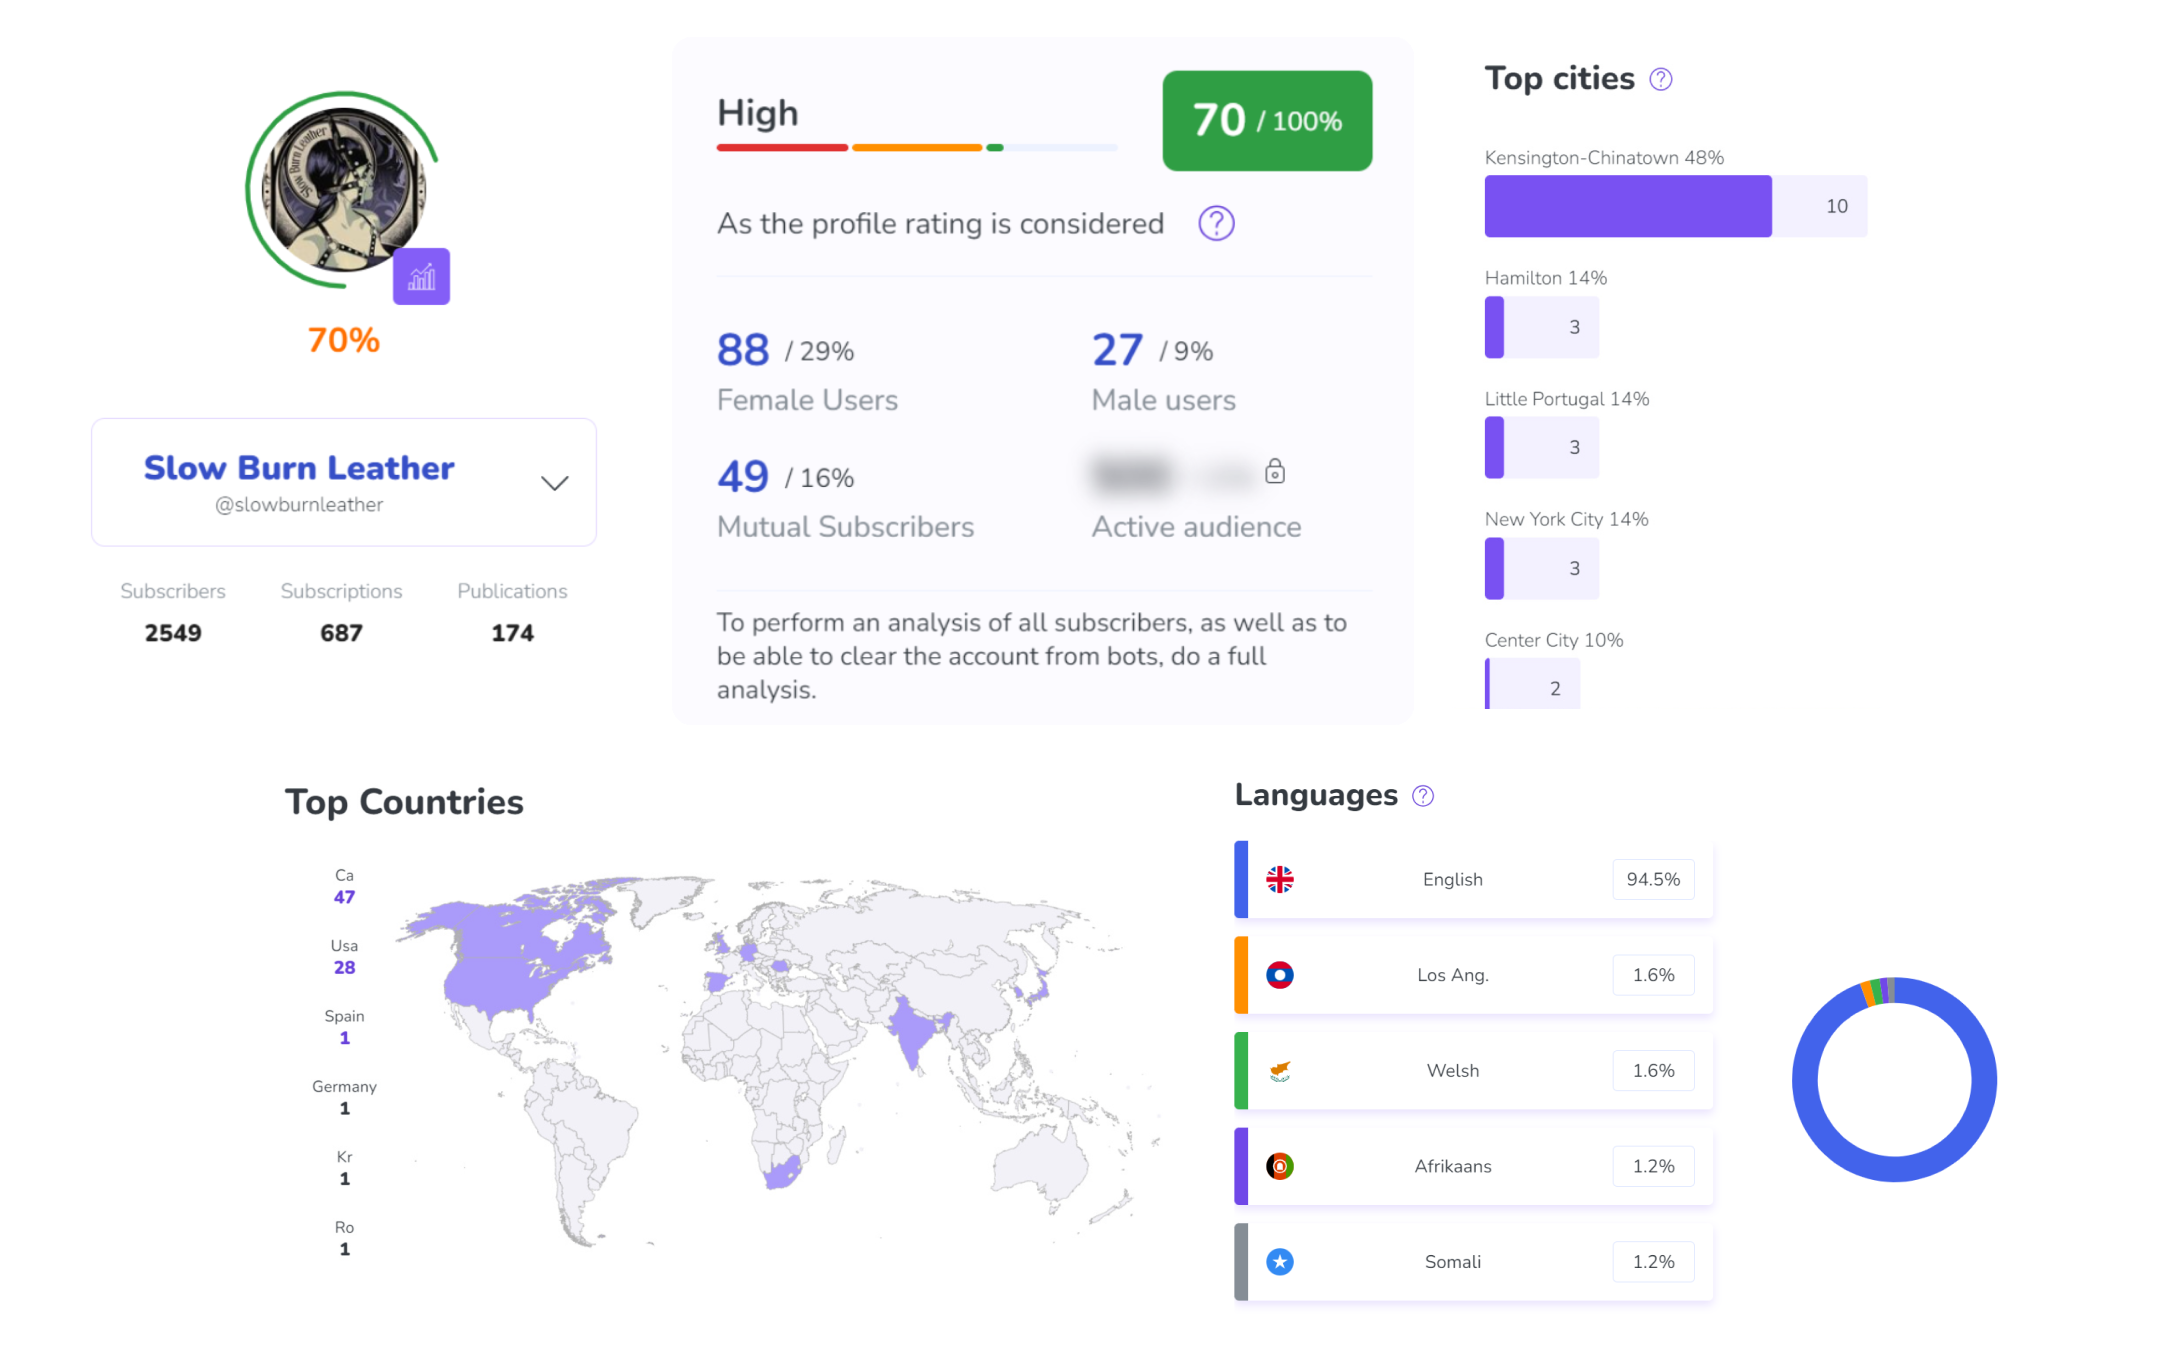 Slow Burn Leather
70%
Slow Burn Leather
@slowburnleather
Subscribers
2549
Subscriptions
687
Publications
174
High
70 / 100%
As the profile rating is considered ?
88 / 29%
Female Users
27 / 9%
Male users
49 / 16%
Mutual Subscribers
Active audience
To perform an analysis of all subscribers, as well as to
be able to clear the account from bots, do a full
analysis.
Top cities ?
Kensington-Chinatown 48%
10
Hamilton 14%
3
Little Portugal 14%
3
New York City 14%
3
Center City 10%
2
Top Countries
Ca
47
Usa
28
Spain
1
Germany
1
Kr
1
Ro
1
Languages ?
English 94.5%
Los Ang. 1.6%
Welsh 1.6%
Afrikaans 1.2%
Somali 1.2%